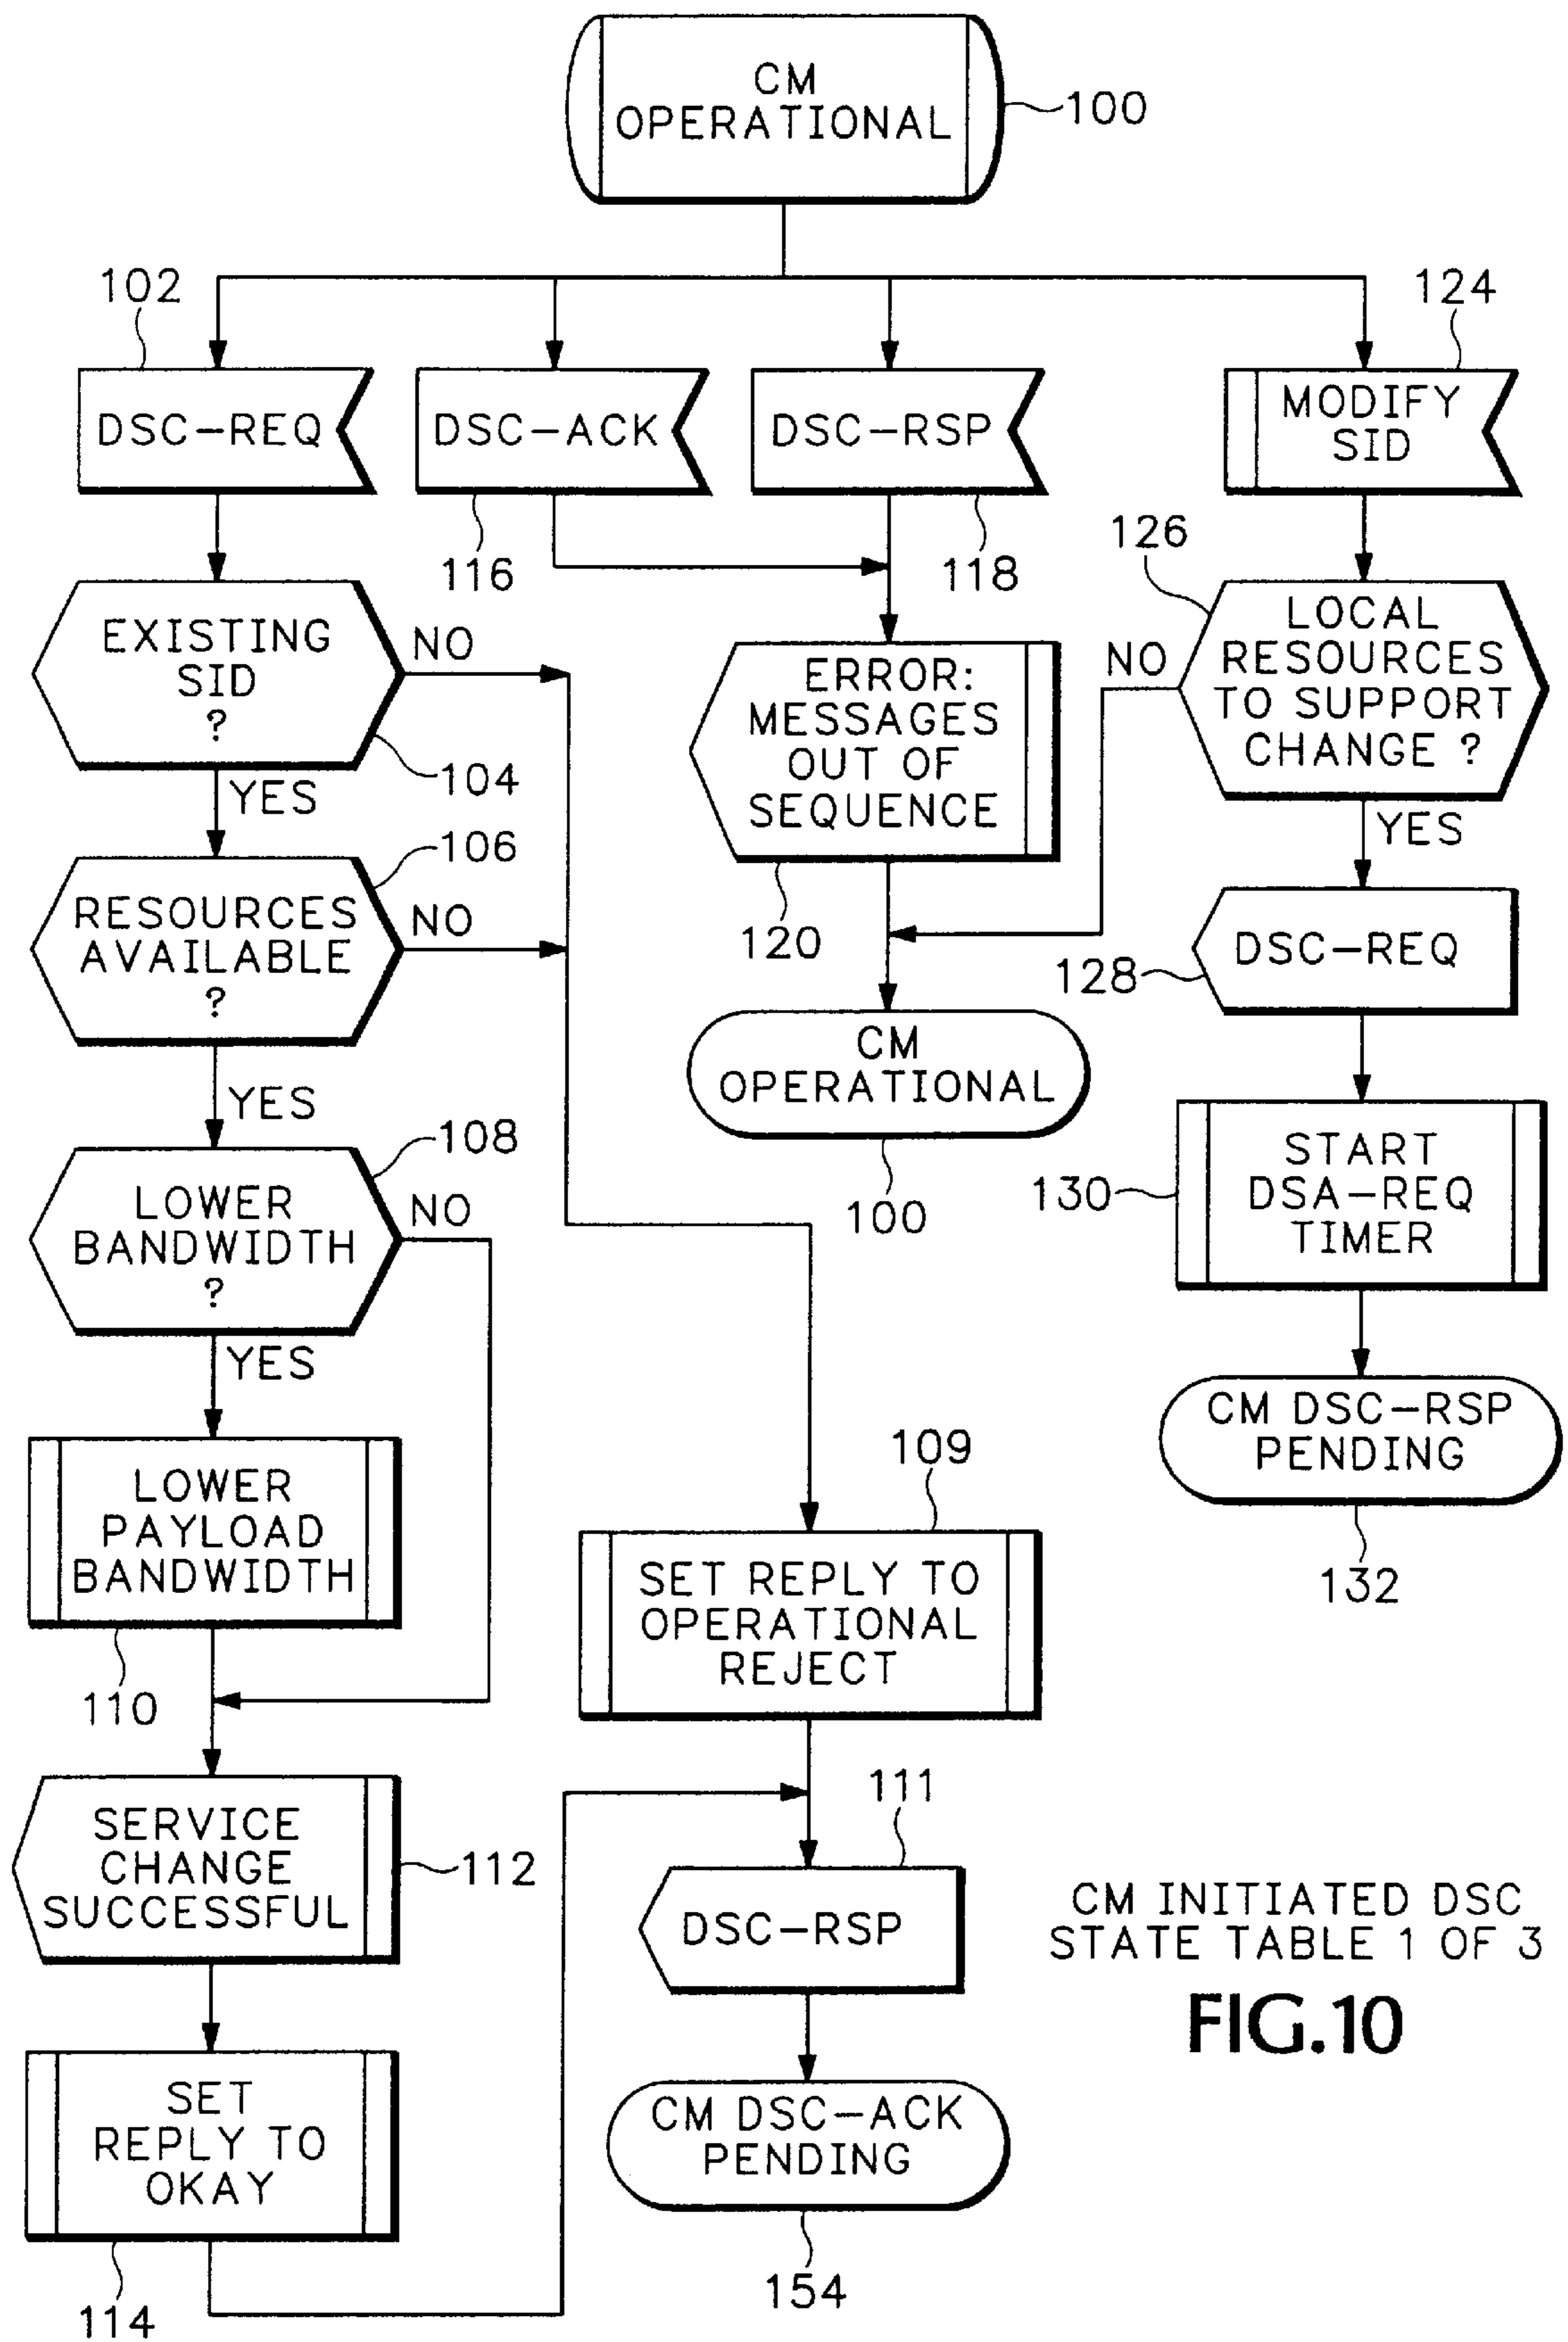 CM
OPERATIONAL
100
102
124
DSC-REQ
DSC-ACK
DSC-RSP
MODIFY
SID
116
118
126
EXISTING
SID
?
NO
104
YES
ERROR:
MESSAGES
OUT OF
SEQUENCE
120
NO
LOCAL
RESOURCES
TO SUPPORT
CHANGE ?
YES
106
RESOURCES
AVAILABLE
?
NO
YES
128
DSC-REQ
CM
OPERATIONAL
100
108
LOWER
BANDWIDTH
?
NO
YES
130
START
DSA-REQ
TIMER
CM DSC-RSP
PENDING
132
LOWER
PAYLOAD
BANDWIDTH
110
109
SET REPLY TO
OPERATIONAL
REJECT
SERVICE
CHANGE
SUCCESSFUL
112
111
DSC-RSP
SET
REPLY TO
OKAY
114
CM DSC-ACK
PENDING
154
CM INITIATED DSC
STATE TABLE 1 OF 3
FIG.10